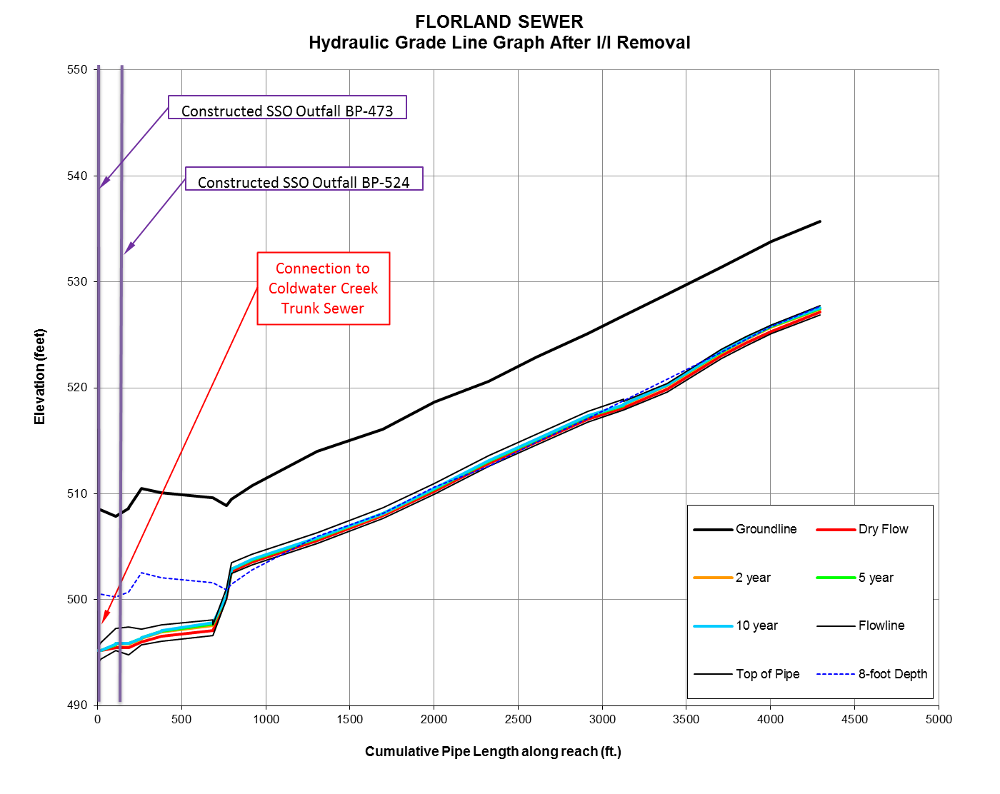 FLORLAND SEWER
Hydraulic Grade Line Graph After I/I Removal
550
540
530
520
510
500
490
Elevation (feet)
Constructed SSO Outfall BP-473
Constructed SSO Outfall BP-524
Connection to
Coldwater Creek
Trunk Sewer
Groundline
Dry Flow
2 year
5 year
10 year
Flowline
Top of Pipe
8-foot Depth
0 500 1000 1500 2000 2500 3000 3500 4000 4500 5000
Cumulative Pipe Length along reach (ft.)